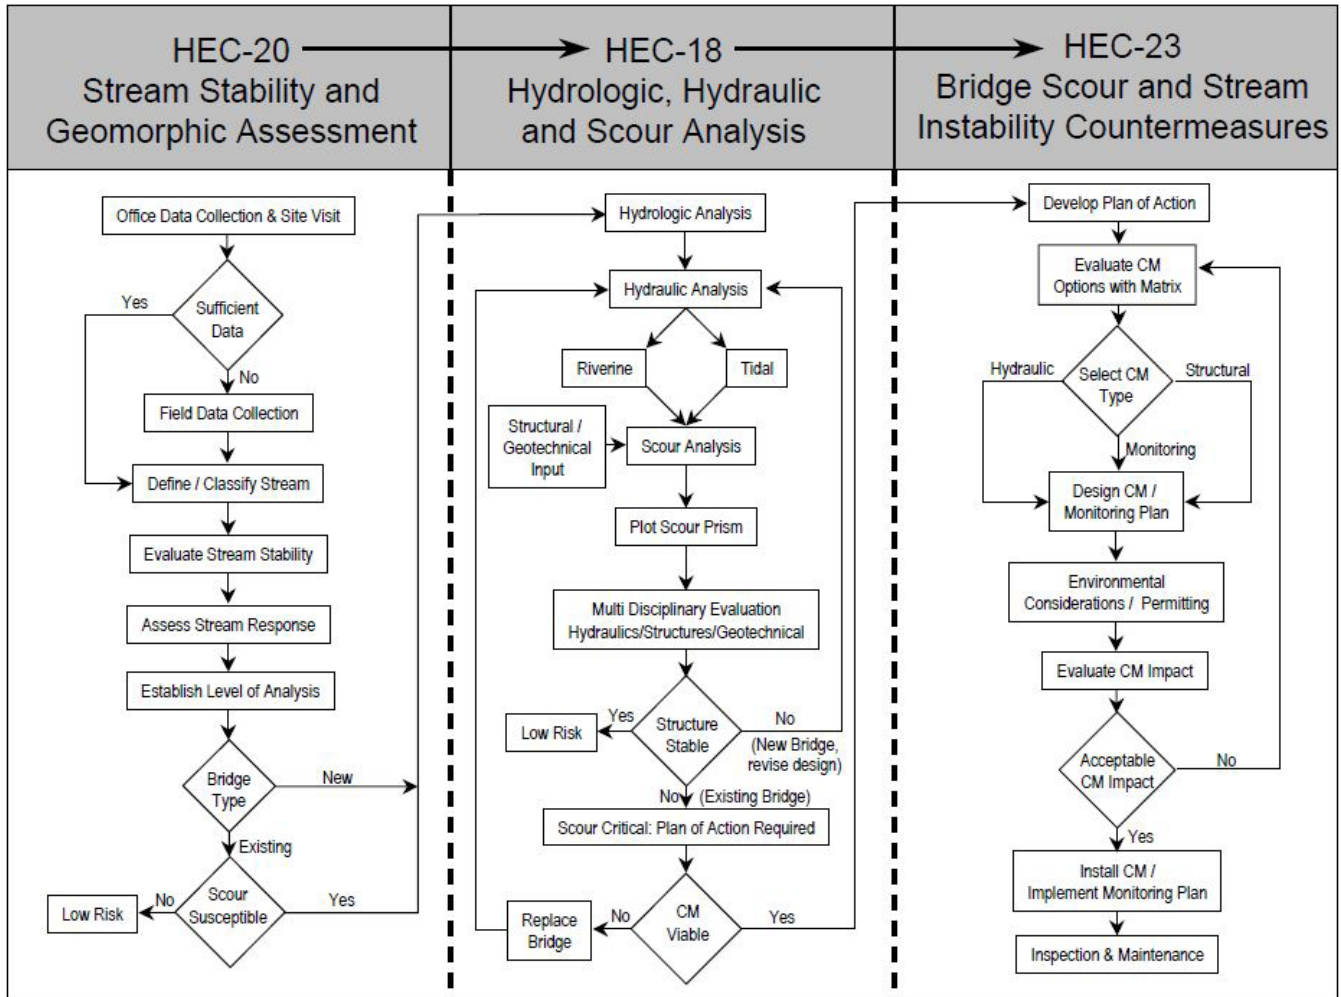 HEC-20
Stream Stability and
Geomorphic Assessment
HEC-18
Hydrologic, Hydraulic
and Scour Analysis
HEC-23
Bridge Scour and Stream
Instability Countermeasures
Office Data Collection & Site Visit
Yes
Sufficient
Data
No
Field Data Collection
Define / Classify Stream
Evaluate Stream Stability
Assess Stream Response
Establish Level of Analysis
Bridge
Type
New
Existing
Scour
Susceptible
No
Low Risk
Yes
Hydrologic Analysis
Hydraulic Analysis
Riverine
Tidal
Structural /
Geotechnical
Input
Scour Analysis
Plot Scour Prism
Multi Disciplinary Evaluation
Hydraulics/Structures/Geotechnical
Structure
Stable
Yes
Low Risk
No
(New Bridge,
revise design)
No (Existing Bridge)
Scour Critical: Plan of Action Required
CM
Viable
No
Replace
Bridge
Yes
Develop Plan of Action
Evaluate CM
Options with Matrix
Select CM
Type
Hydraulic
Structural
Monitoring
Design CM /
Monitoring Plan
Environmental
Considerations / Permitting
Evaluate CM Impact
Acceptable
CM Impact
No
Yes
Install CM /
Implement Monitoring Plan
Inspection & Maintenance